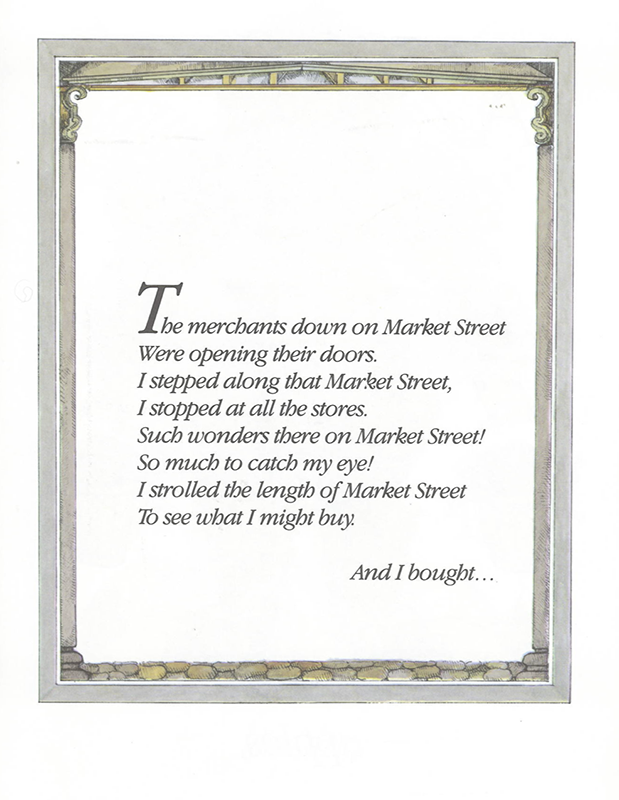 The merchants down on Market Street
Were opening their doors.
I stepped along that Market Street,
I stopped at all the stores.
Such wonders there on Market Street!
So much to catch my eye!
I strolled the length of Market Street
To see what I might buy.
And I bought...